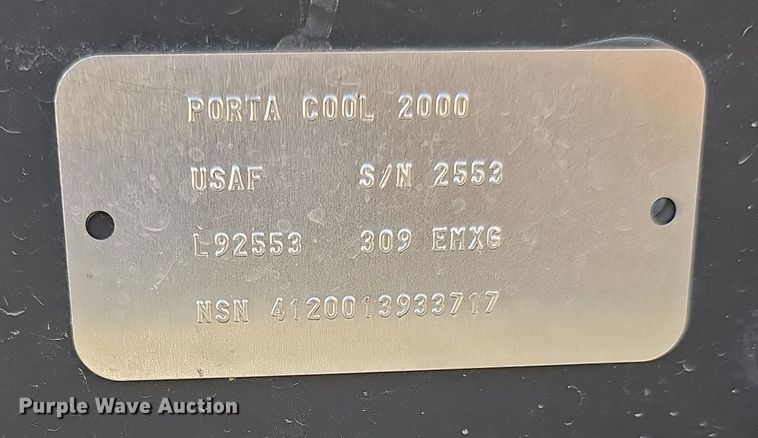 PORTA COOL 2000
USAF S/N 2553
L92553 309 EMXG
NSN 4120013933717
Purple Wave Auction